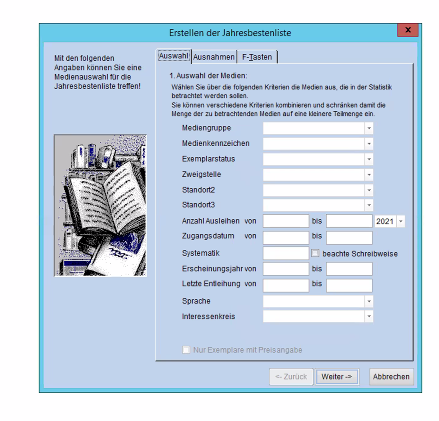 Erstellen der Jahresbestenliste
x
Mit den folgenden
Angaben können Sie eine
Medienauswahl für die
Jahresbestenliste treffen!
Auswahl Ausnahmen F-Tasten
1. Auswahl der Medien:
Wählen Sie über die folgenden Kriterien die Medien aus, die in der Statistik
betrachtet werden sollen.
Sie können verschiedene Kriterien kombinieren und schränken damit die
Menge der zu betrachtenden Medien auf eine kleinere Teilmenge ein.
Mediengruppe
Medienkennzeichen
Exemplarstatus
Zweigstelle
Standort2
Standort3
Anzahl Ausleihen von bis 2021
Zugangsdatum von bis
Systematik beachte Schreibweise
Erscheinungsjahr von bis
Letzte Entleihung von bis
Sprache
Interessenkreis
Nur Exemplare mit Preisangabe
<- Zurück Weiter -> Abbrechen